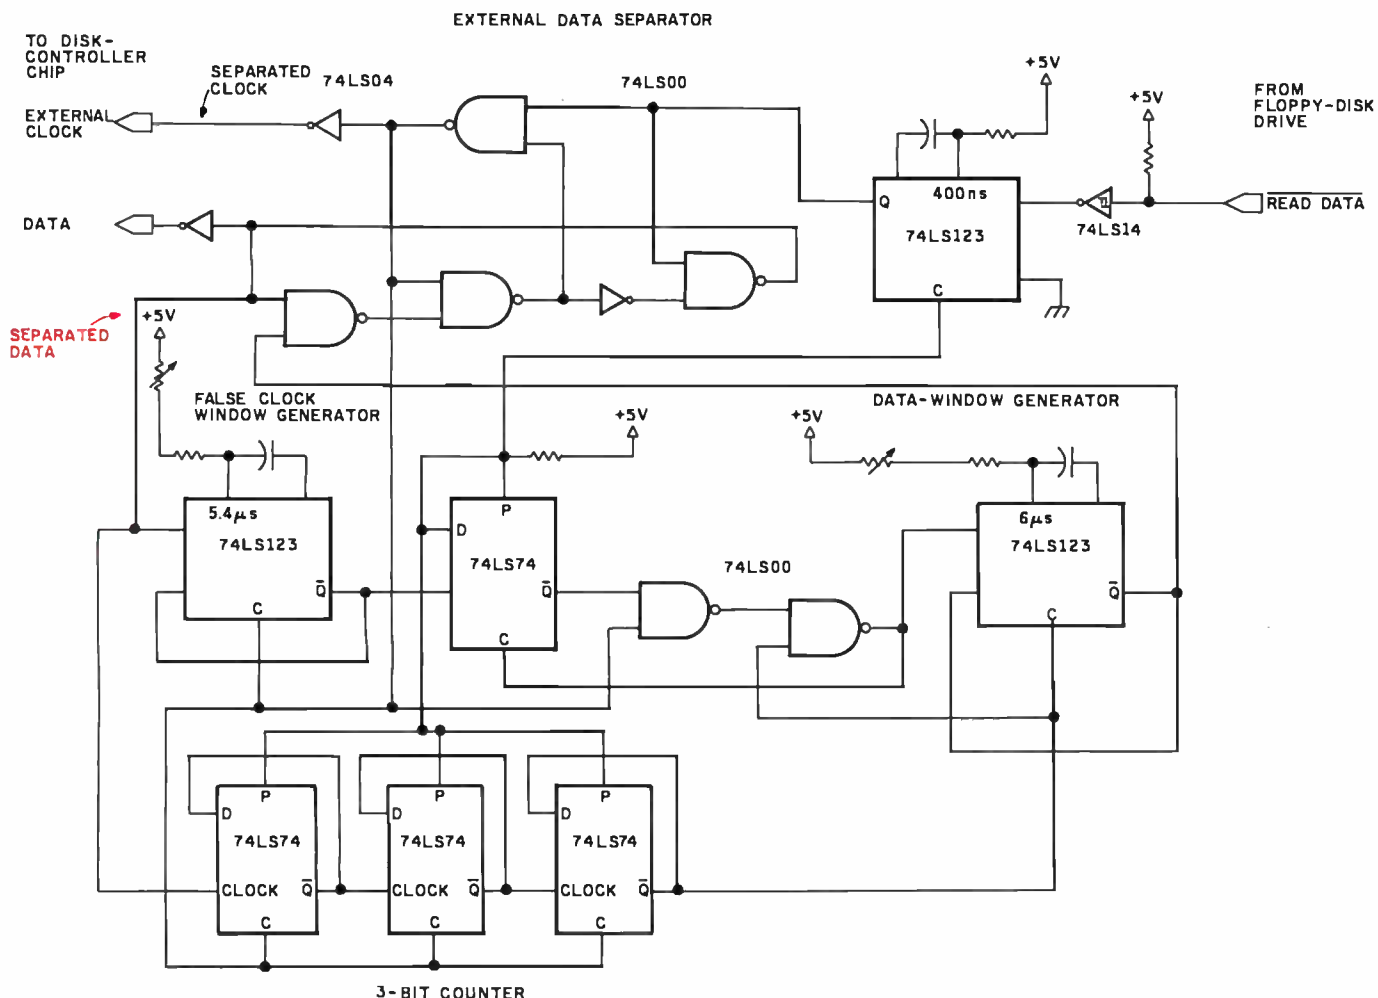 EXTERNAL DATA SEPARATOR
TO DISK-
CONTROLLER
CHIP
SEPARATED
CLOCK
74LS04
74LS00
+5V
+5V
FROM
FLOPPY-DISK
DRIVE
EXTERNAL
CLOCK
400ns
Q
74LS123
C
74LS14
READ DATA
DATA
SEPARATED
DATA
+5V
FALSE CLOCK
WINDOW GENERATOR
+5V
+5V
DATA-WINDOW GENERATOR
5.4μs
74LS123
Q
C
P
D
74LS74
Q
C
74LS00
6μs
74LS123
Q
C
P
D
74LS74
CLOCK
Q
C
P
D
74LS74
CLOCK
Q
C
P
D
74LS74
CLOCK
Q
C
3-BIT COUNTER